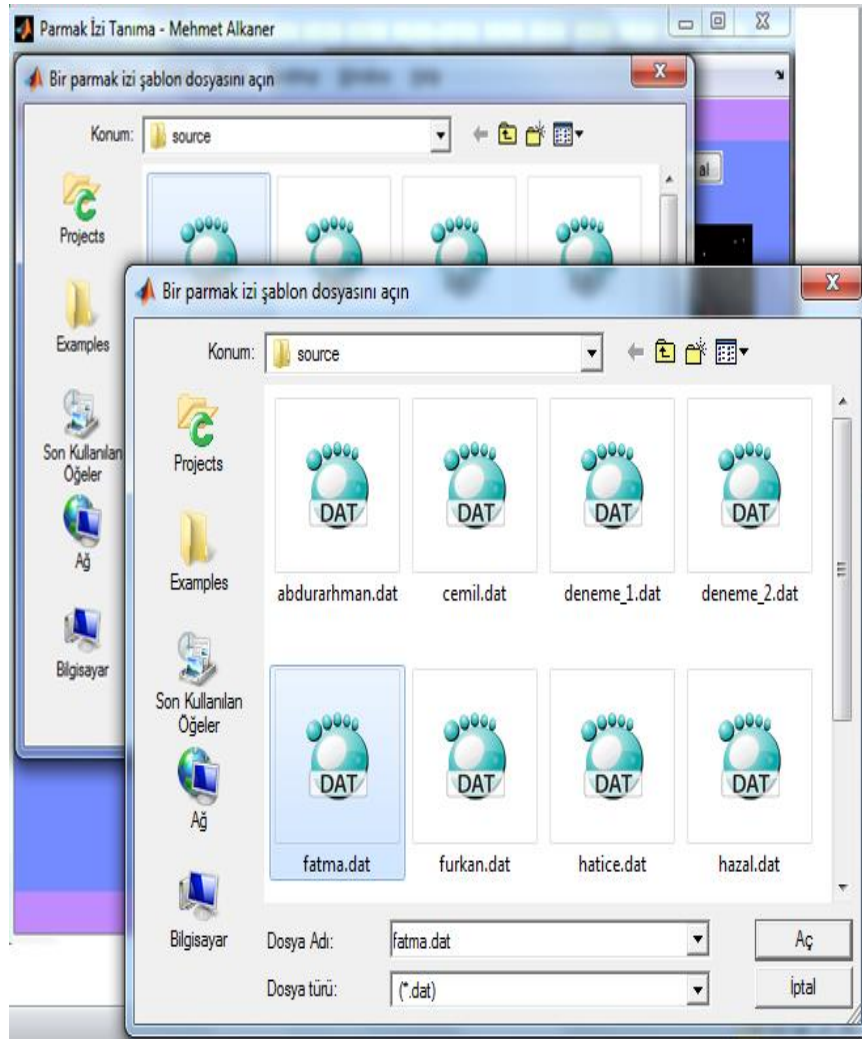 Parmak İzi Tanıma - Mehmet Alkaner
Bir parmak izi şablon dosyasını açın
Konum: source
al
Projects
Examples
Son Kullanılan
Öğeler
Ağ
Bilgisayar
Bir parmak izi şablon dosyasını açın
Konum: source
Projects
Examples
Son Kullanılan
Öğeler
Ağ
Bilgisayar
DAT DAT DAT DAT
abdurarhman.dat cemil.dat deneme_1.dat deneme_2.dat
DAT DAT DAT DAT
fatma.dat furkan.dat hatice.dat hazal.dat
Dosya Adı: fatma.dat Aç
Dosya türü: (*.dat) İptal